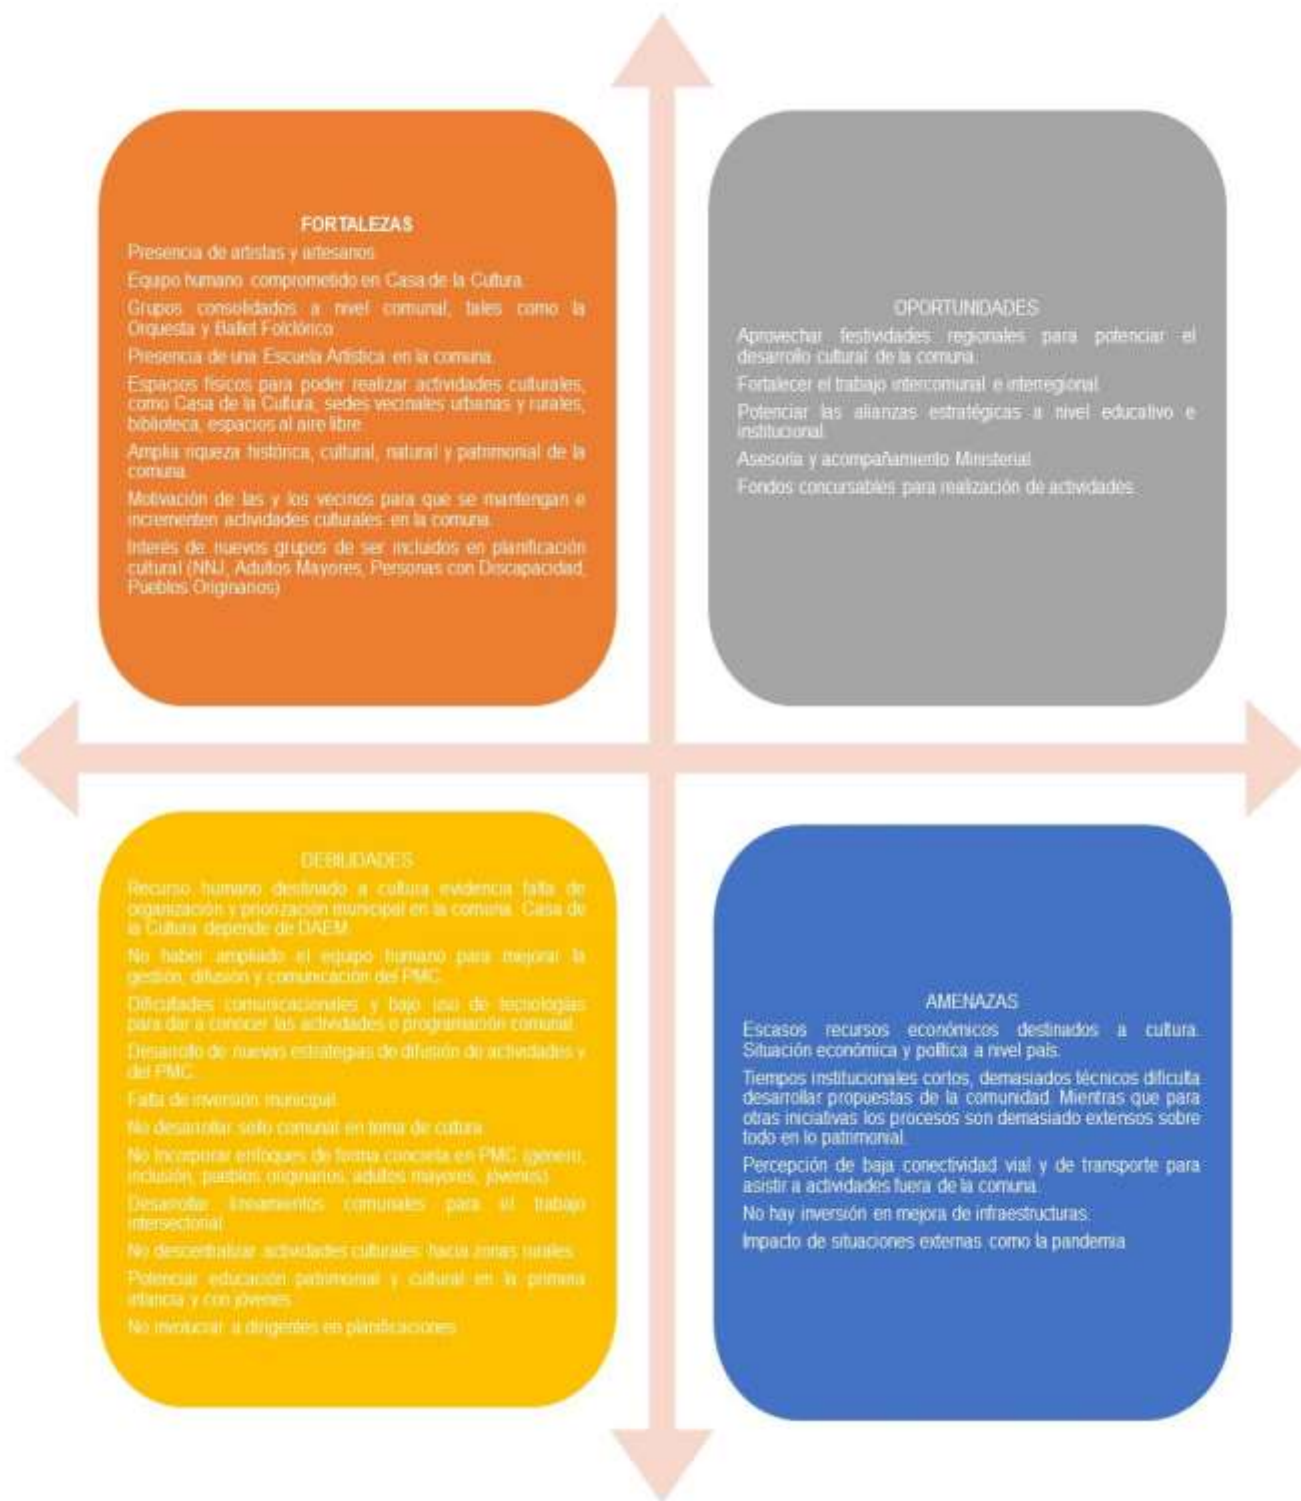 FORTALEZAS
Presencia de artistas y artesanos.
Equipo humano comprometido en Casa de la Cultura.
Grupos consolidados a nivel comunal, tales como la
Orquesta y Ballet Folclórico
Presencia de una Escuela Artística en la comuna.
Espacios físicos para poder realizar actividades culturales,
como Casa de la Cultura, sedes vecinales urbanas y rurales,
biblioteca, espacios al aire libre.
Amplia riqueza histórica, cultural, natural y patrimonial de la
comuna.
Motivación de las y los vecinos para que se mantengan e
incrementen actividades culturales en la comuna.
Interés de nuevos grupos de ser incluidos en planificación
cultural (NNJ, Adultos Mayores, Personas con Discapacidad,
Pueblos Originarios)
OPORTUNIDADES
Aprovechar festividades regionales para potenciar el
desarrollo cultural de la comuna.
Fortalecer el trabajo intercomunal e interregional.
Potenciar las alianzas estratégicas a nivel educativo e
institucional.
Asesoría y acompañamiento Ministerial.
Fondos concursables para realización de actividades.
DEBILIDADES
Recurso humano destinado a cultura evidencia falta de
organización y priorización municipal en la comuna. Casa de
la Cultura depende de DAEM.
No haber ampliado el equipo humano para mejorar la
gestión, difusión y comunicación del PMC.
Dificultades comunicacionales y bajo uso de tecnologías
para dar a conocer las actividades o programación comunal.
Desarrollo de nuevas estrategias de difusión de actividades y
del PMC.
Falta de inversión municipal.
No desarrollar sello comunal en tema de cultura.
No incorporar enfoques de forma concreta en PMC (género,
inclusión, pueblos originarios, adultos mayores, jóvenes)
Desarrollar lineamientos comunales para el trabajo
intersectorial.
No descentralizar actividades culturales hacia zonas rurales.
Potenciar educación patrimonial y cultural en la primera
infancia y con jóvenes.
No involucrar a dirigentes en planificaciones
AMENAZAS
Escasos recursos económicos destinados a cultura.
Situación económica y política a nivel país.
Tiempos institucionales cortos, demasiados técnicos dificulta
desarrollar propuestas de la comunidad. Mientras que para
otras iniciativas los procesos son demasiado extensos sobre
todo en lo patrimonial.
Percepción de baja conectividad vial y de transporte para
asistir a actividades fuera de la comuna.
No hay inversión en mejora de infraestructuras.
Impacto de situaciones externas como la pandemia